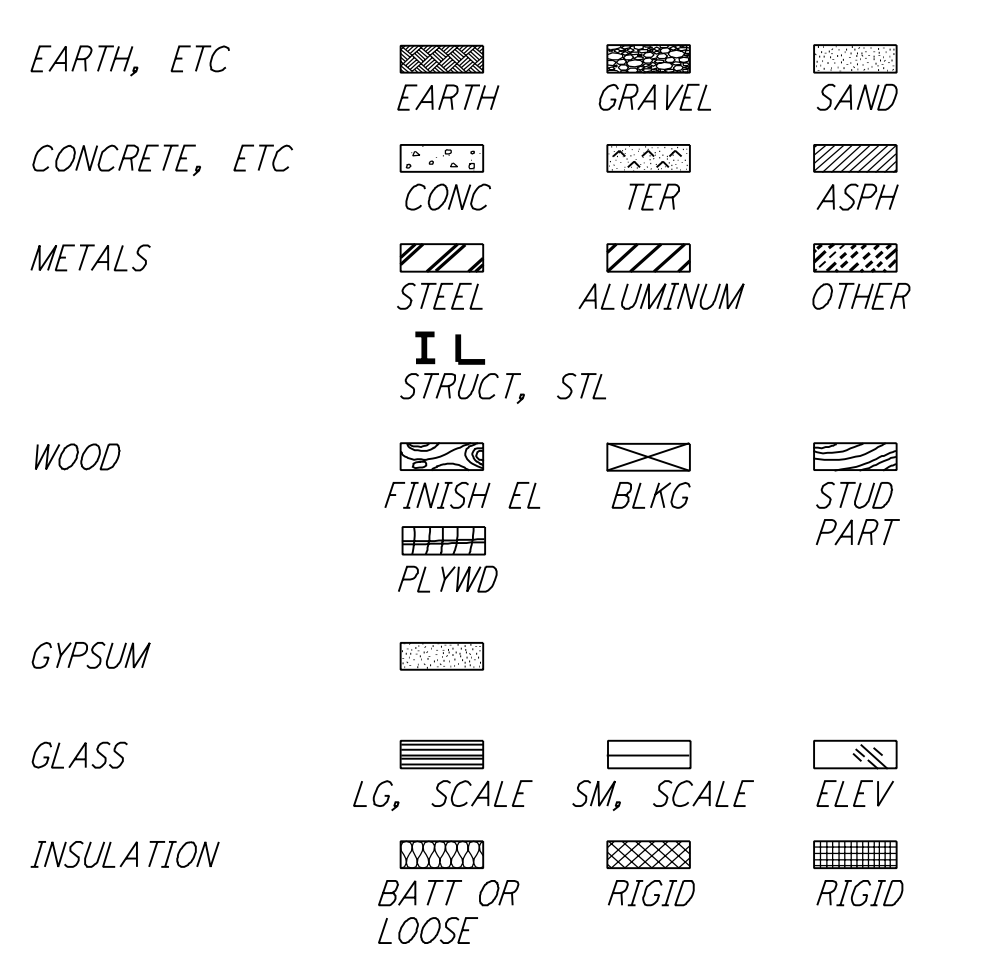 EARTH, ETC
EARTH GRAVEL SAND
CONCRETE, ETC
CONC TER ASPH
METALS
STEEL ALUMINUM OTHER
I L
STRUCT, STL
WOOD
FINISH EL BLKG STUD
PART
PLYWD
GYPSUM
GLASS
LG, SCALE SM, SCALE ELEV
INSULATION
BATT OR RIGID RIGID
LOOSE